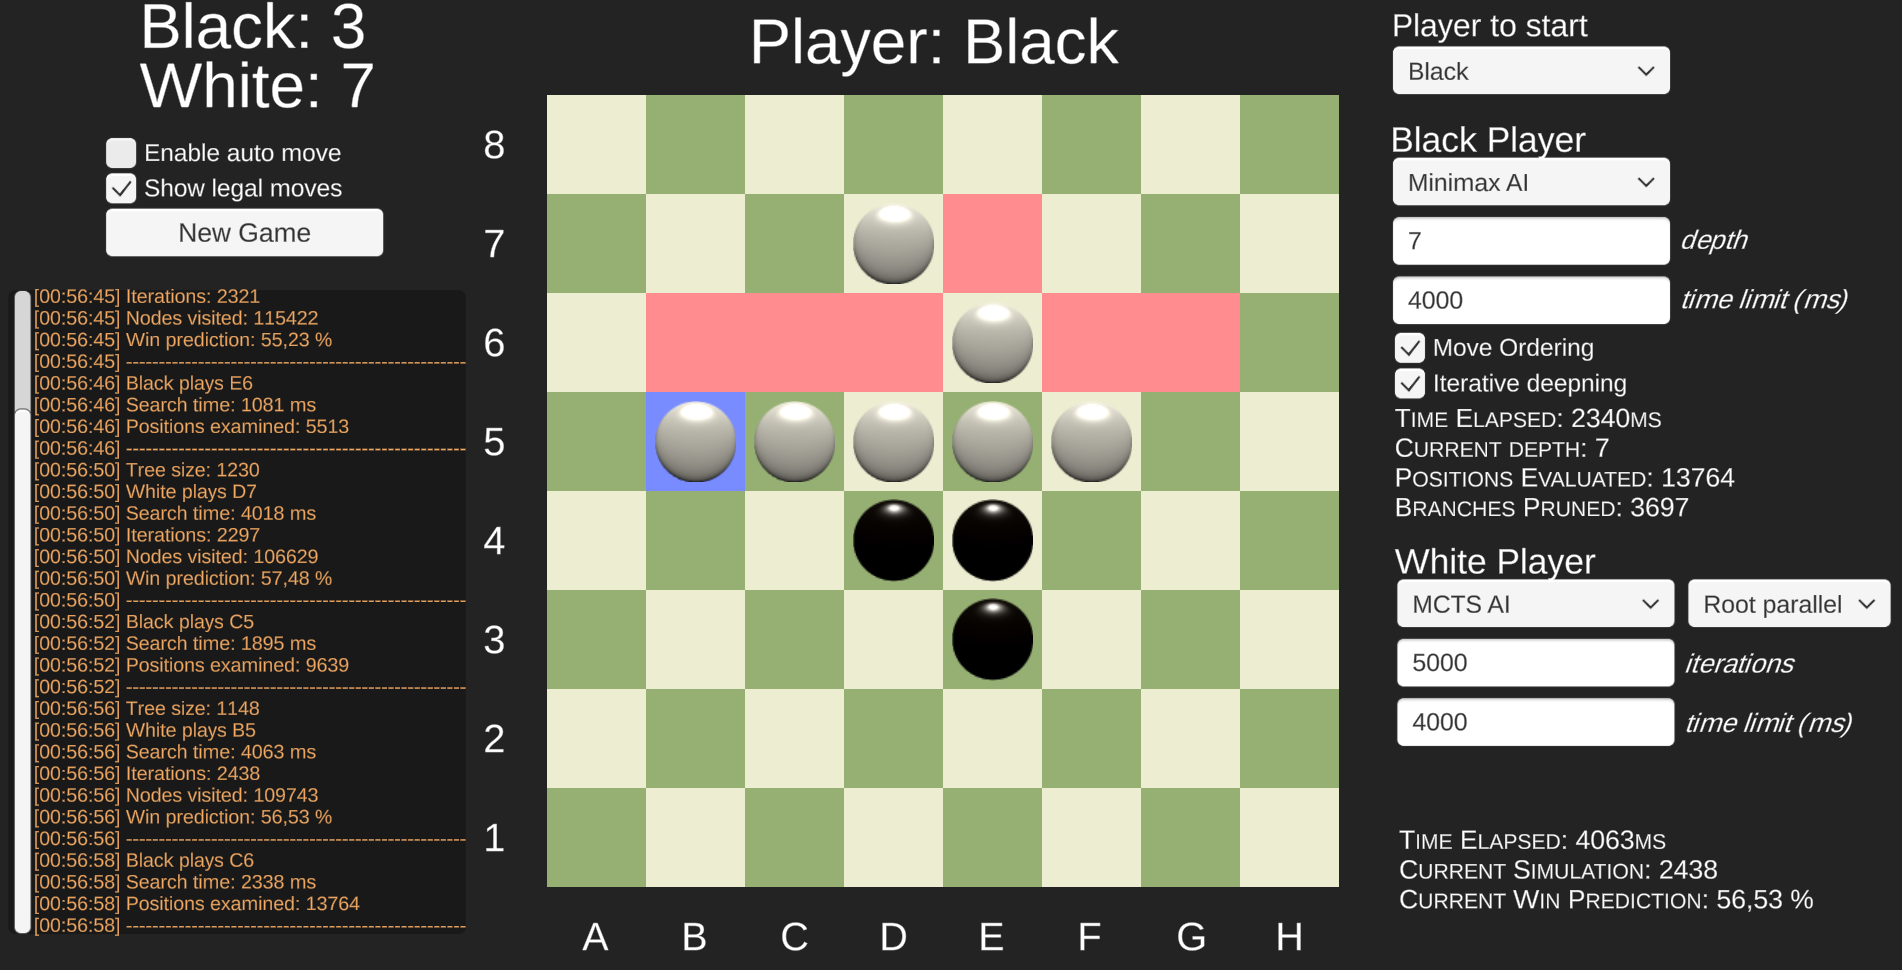 Black: 3
White: 7
Enable auto move
Show legal moves
New Game
[00:56:45] Iterations: 2321
[00:56:45] Nodes visited: 115422
[00:56:45] Win prediction: 55,23 %
[00:56:45] --------------------------------------------------
[00:56:46] Black plays E6
[00:56:46] Search time: 1081 ms
[00:56:46] Positions examined: 5513
[00:56:46] --------------------------------------------------
[00:56:50] Tree size: 1230
[00:56:50] White plays D7
[00:56:50] Search time: 4018 ms
[00:56:50] Iterations: 2297
[00:56:50] Nodes visited: 106629
[00:56:50] Win prediction: 57,48 %
[00:56:50] --------------------------------------------------
[00:56:52] Black plays C5
[00:56:52] Search time: 1895 ms
[00:56:52] Positions examined: 9639
[00:56:52] --------------------------------------------------
[00:56:56] Tree size: 1148
[00:56:56] White plays B5
[00:56:56] Search time: 4063 ms
[00:56:56] Iterations: 2438
[00:56:56] Nodes visited: 109743
[00:56:56] Win prediction: 56,53 %
[00:56:56] --------------------------------------------------
[00:56:58] Black plays C6
[00:56:58] Search time: 2338 ms
[00:56:58] Positions examined: 13764
[00:56:58] --------------------------------------------------
Player: Black
8
7
6
5
4
3
2
1
A B C D E F G H
Player to start
Black
Black Player
Minimax AI
7 depth
4000 time limit (ms)
Move Ordering
Iterative deepning
TIME ELAPSED: 2340MS
CURRENT DEPTH: 7
POSITIONS EVALUATED: 13764
BRANCHES PRUNED: 3697
White Player
MCTS AI Root parallel
5000 iterations
4000 time limit (ms)
TIME ELAPSED: 4063MS
CURRENT SIMULATION: 2438
CURRENT WIN PREDICTION: 56,53 %